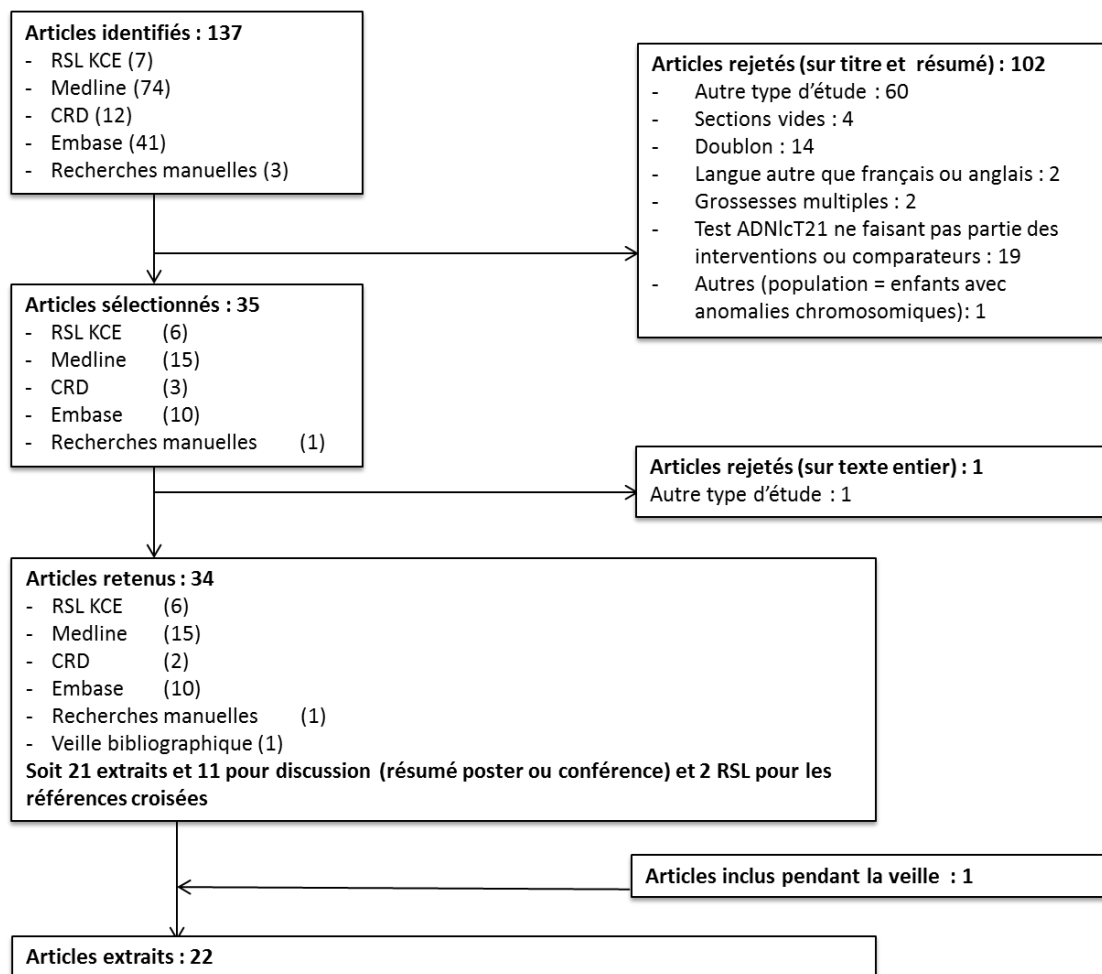 Articles identifiés : 137
- RSL KCE (7)
- Medline (74)
- CRD (12)
- Embase (41)
- Recherches manuelles (3)
Articles rejetés (sur titre et résumé) : 102
- Autre type d'étude : 60
- Sections vides : 4
- Doublon : 14
- Langue autre que français ou anglais : 2
- Grossesses multiples : 2
- Test ADNlcT21 ne faisant pas partie des
interventions ou comparateurs : 19
- Autres (population = enfants avec
anomalies chromosomiques): 1
Articles sélectionnés : 35
- RSL KCE (6)
- Medline (15)
- CRD (3)
- Embase (10)
- Recherches manuelles (1)
Articles rejetés (sur texte entier) : 1
Autre type d'étude : 1
Articles retenus : 34
- RSL KCE (6)
- Medline (15)
- CRD (2)
- Embase (10)
- Recherches manuelles (1)
- Veille bibliographique (1)
Soit 21 extraits et 11 pour discussion (résumé poster ou conférence) et 2 RSL pour les
références croisées
Articles inclus pendant la veille : 1
Articles extraits : 22